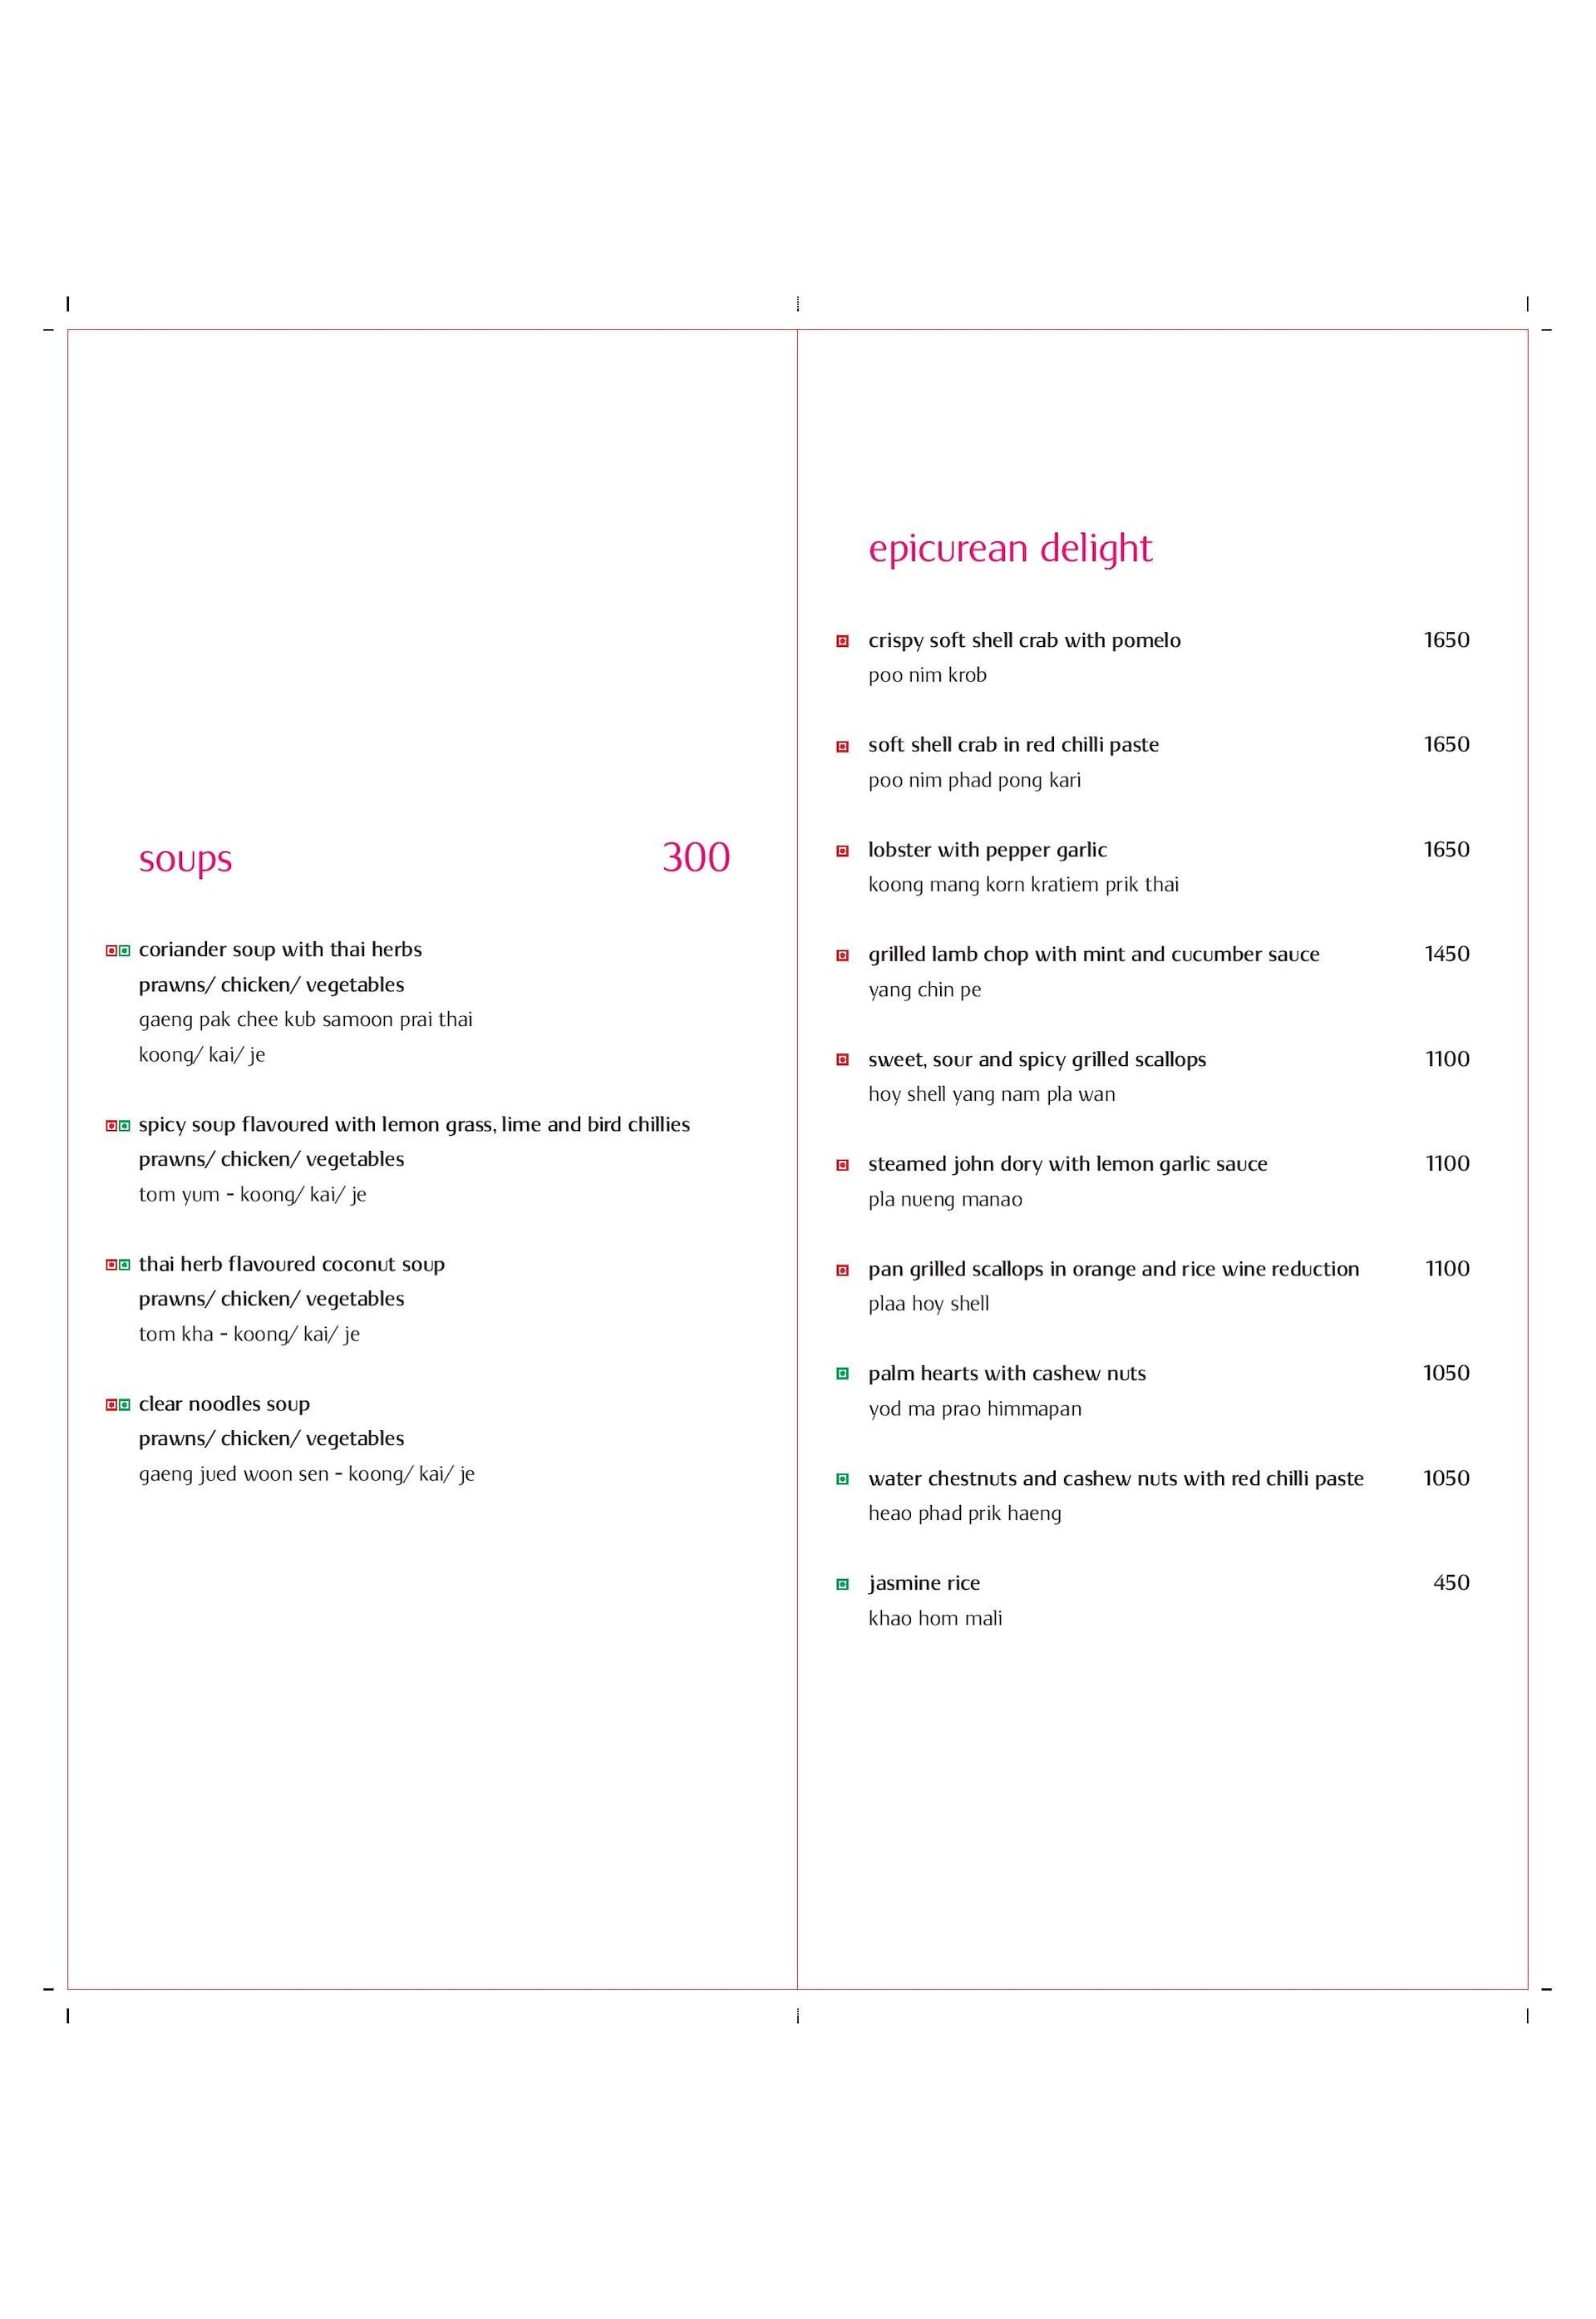 soups 300
coriander soup with thai herbs
prawns/ chicken/ vegetables
gaeng pak chee kub samoon prai thai
koong/ kai/ je
spicy soup flavoured with lemon grass, lime and bird chillies
prawns/ chicken/ vegetables
tom yum - koong/ kai/ je
thai herb flavoured coconut soup
prawns/ chicken/ vegetables
tom kha - koong/ kai/ je
clear noodles soup
prawns/ chicken/ vegetables
gaeng jued woon sen - koong/ kai/ je
epicurean delight
crispy soft shell crab with pomelo 1650
poo nim krob
soft shell crab in red chilli paste 1650
poo nim phad pong kari
lobster with pepper garlic 1650
koong mang korn kratiem prik thai
grilled lamb chop with mint and cucumber sauce 1450
yang chin pe
sweet, sour and spicy grilled scallops 1100
hoy shell yang nam pla wan
steamed john dory with lemon garlic sauce 1100
pla nueng manao
pan grilled scallops in orange and rice wine reduction 1100
plaa hoy shell
palm hearts with cashew nuts 1050
yod ma prao himmapan
water chestnuts and cashew nuts with red chilli paste 1050
heao phad prik haeng
jasmine rice 450
khao hom mali